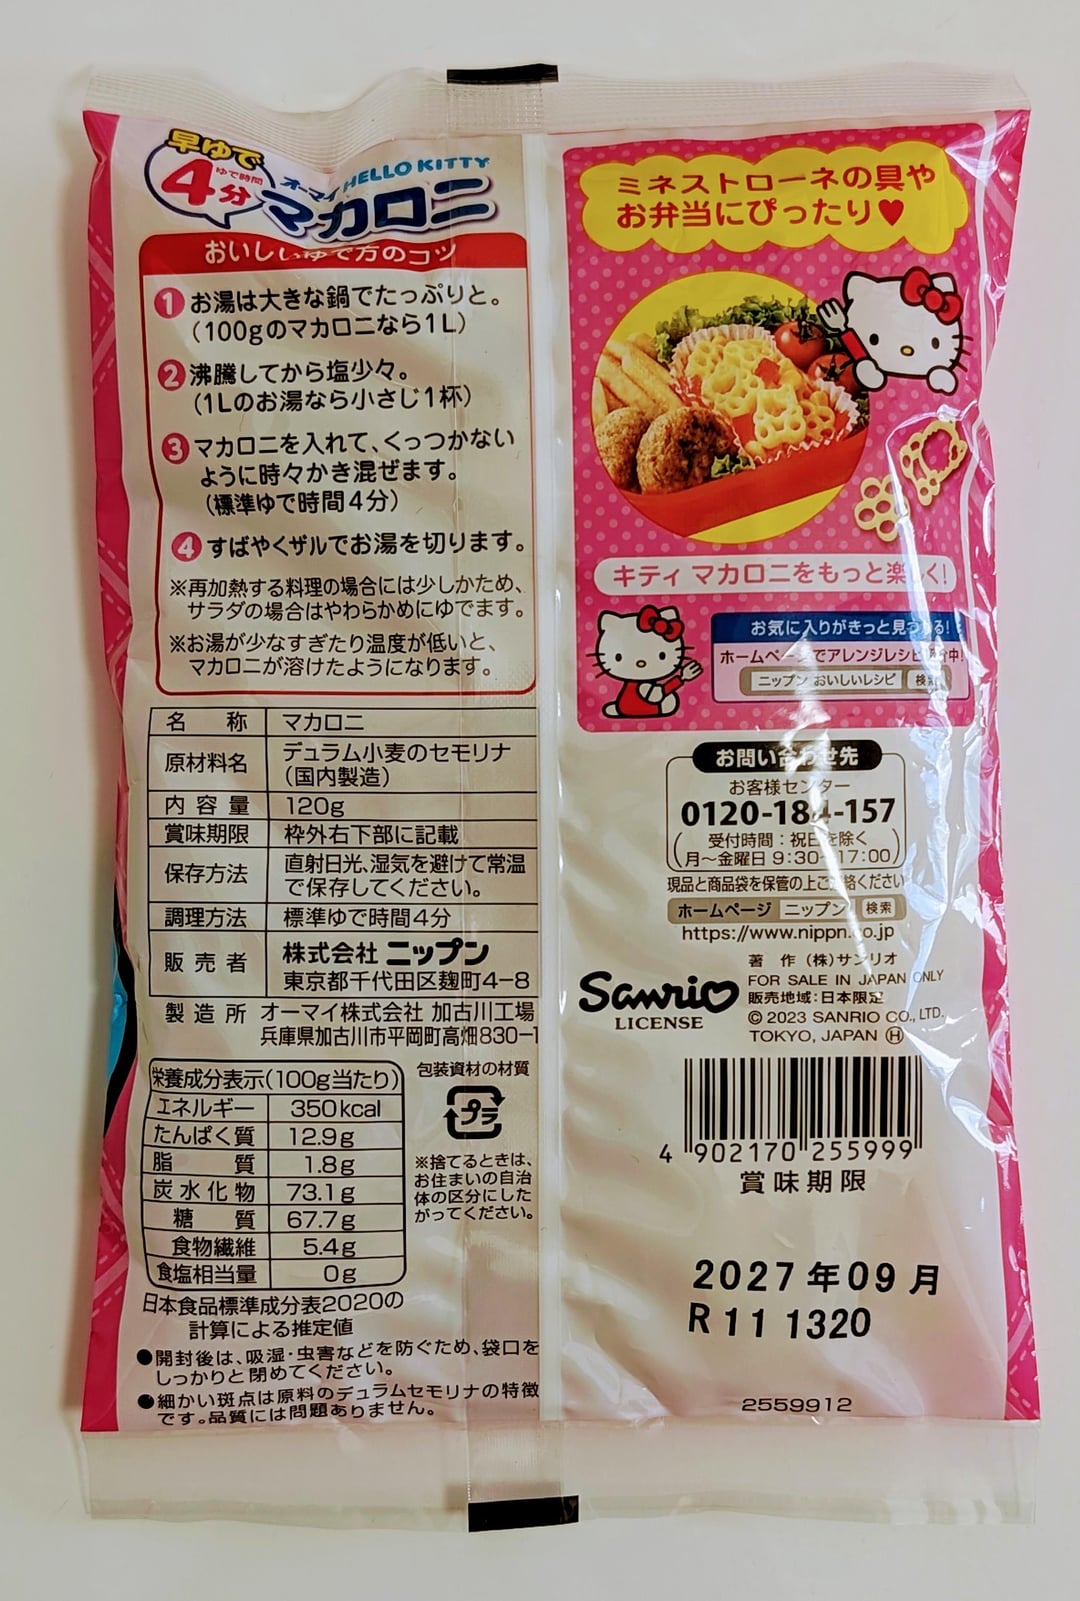 早ゆで
ゆで時間
4分
オーマイ HELLO KITTY
マカロニ
おいしいゆで方のコツ
1 お湯は大きな鍋でたっぷりと。
(100gのマカロニなら1L)
2 沸騰してから塩少々。
(1Lのお湯なら小さじ1杯)
3 マカロニを入れて、くっつかない
ように時々かき混ぜます。
(標準ゆで時間4分)
4 すばやくザルでお湯を切ります。
※再加熱する料理の場合には少しかため、
サラダの場合はやわらかめにゆでます。
※お湯が少なすぎたり温度が低いと、
マカロニが溶けたようになります。
名称 マカロニ
原材料名 デュラム小麦のセモリナ
(国内製造)
内容量 120g
賞味期限 枠外右下部に記載
保存方法 直射日光、湿気を避けて常温
で保存してください。
調理方法 標準ゆで時間4分
販売者 株式会社 ニップン
東京都千代田区麹町4-8
製造所 オーマイ株式会社 加古川工場
兵庫県加古川市平岡町高畑830-1
栄養成分表示(100g当たり)
エネルギー 350kcal
たんぱく質 12.9g
脂質 1.8g
炭水化物 73.1g
糖質 67.7g
食物繊維 5.4g
食塩相当量 0g
日本食品標準成分表2020の
計算による推定値
包装資材の材質
プラ
※捨てるときは、
お住まいの自治
体の区分にした
がってください。
●開封後は、吸湿・虫害などを防ぐため、袋口を
しっかりと閉めてください。
●細かい斑点は原料のデュラムセモリナの特徴
です。品質には問題ありません。
ミネストローネの具や
お弁当にぴったり♥
キティ マカロニをもっと楽しく!
お気に入りがきっと見つかる!
ホームページでアレンジレシピ 中!
ニップン おいしいレシピ 検索
お問い合わせ先
お客様センター
0120-184-157
受付時間:祝日を除く
月〜金曜日 9:30〜17:00
現品と商品袋を保管の上ご連絡ください
ホームページ ニップン 検索
https://www.nippn.co.jp
Sanrio
LICENSE
著作 (株)サンリオ
FOR SALE IN JAPAN ONLY
販売地域:日本限定
© 2023 SANRIO CO., LTD.
TOKYO, JAPAN Ⓗ
4 902170 255999
賞味期限
2027年09月
R 11 1320
2559912